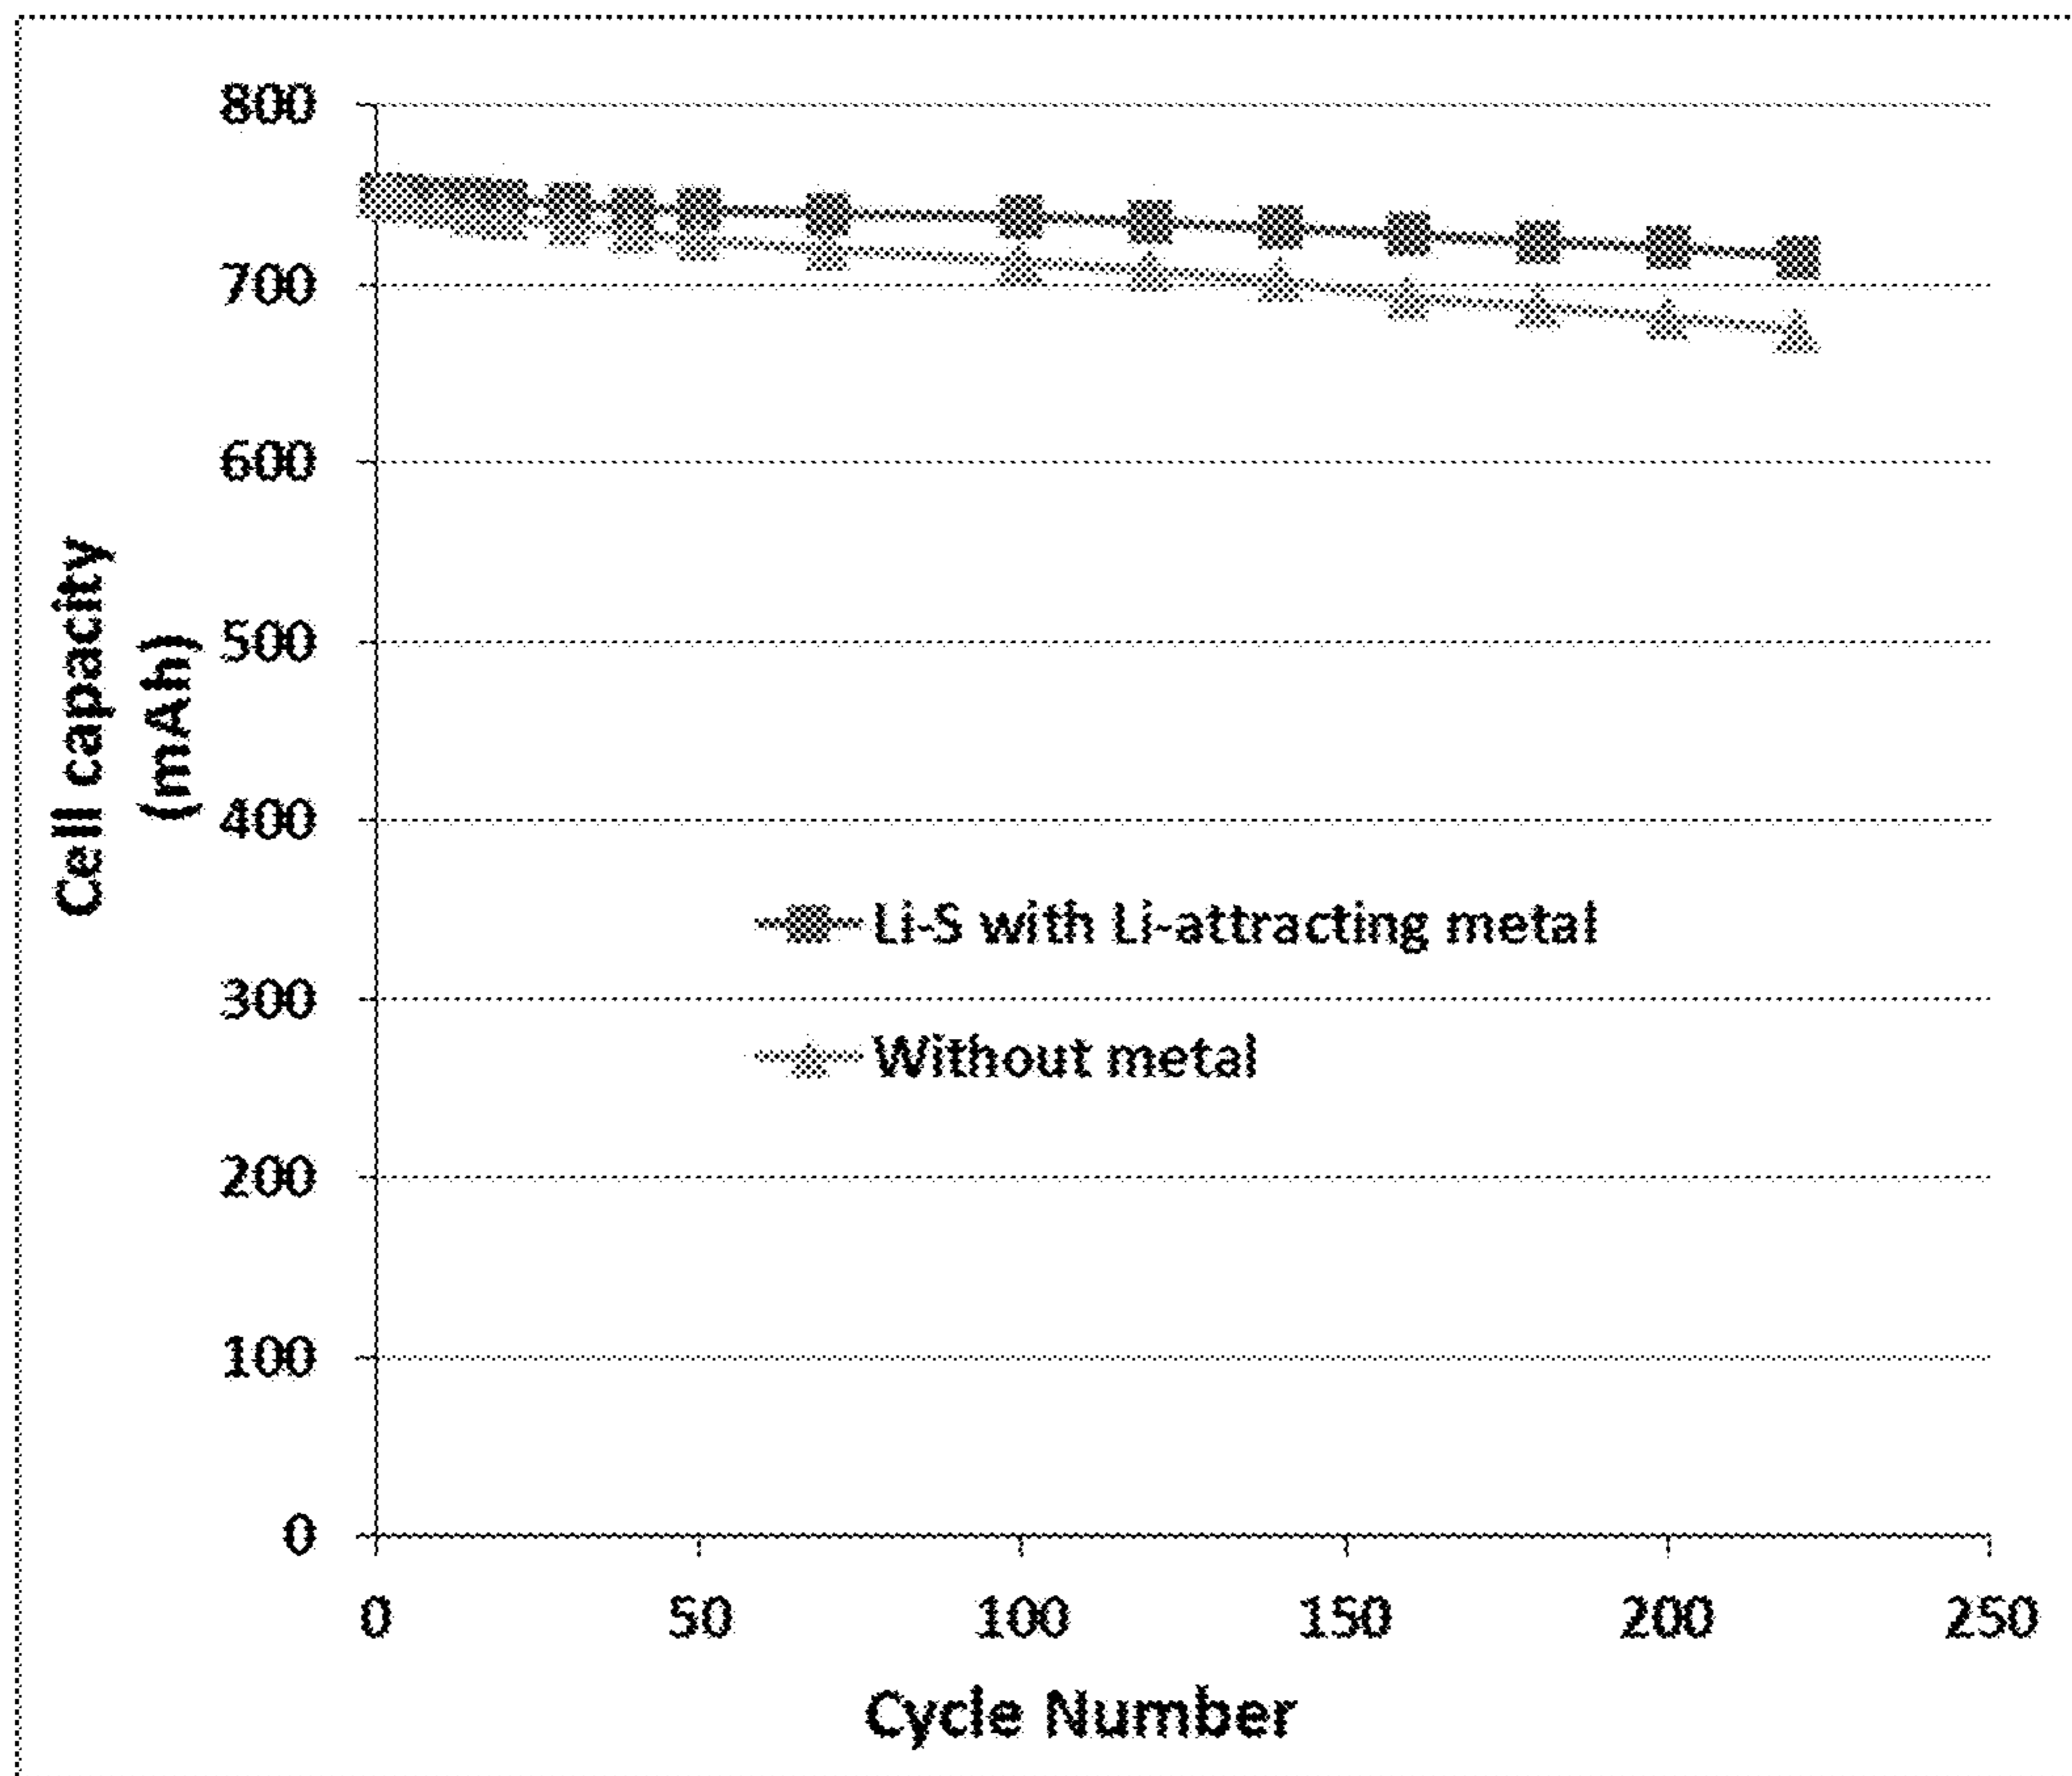 800
700
600
500
400
300
200
100
0
Cell capacity
(mAh)
Li-S with Li-attracting metal
Without metal
0 50 100 150 200 250
Cycle Number